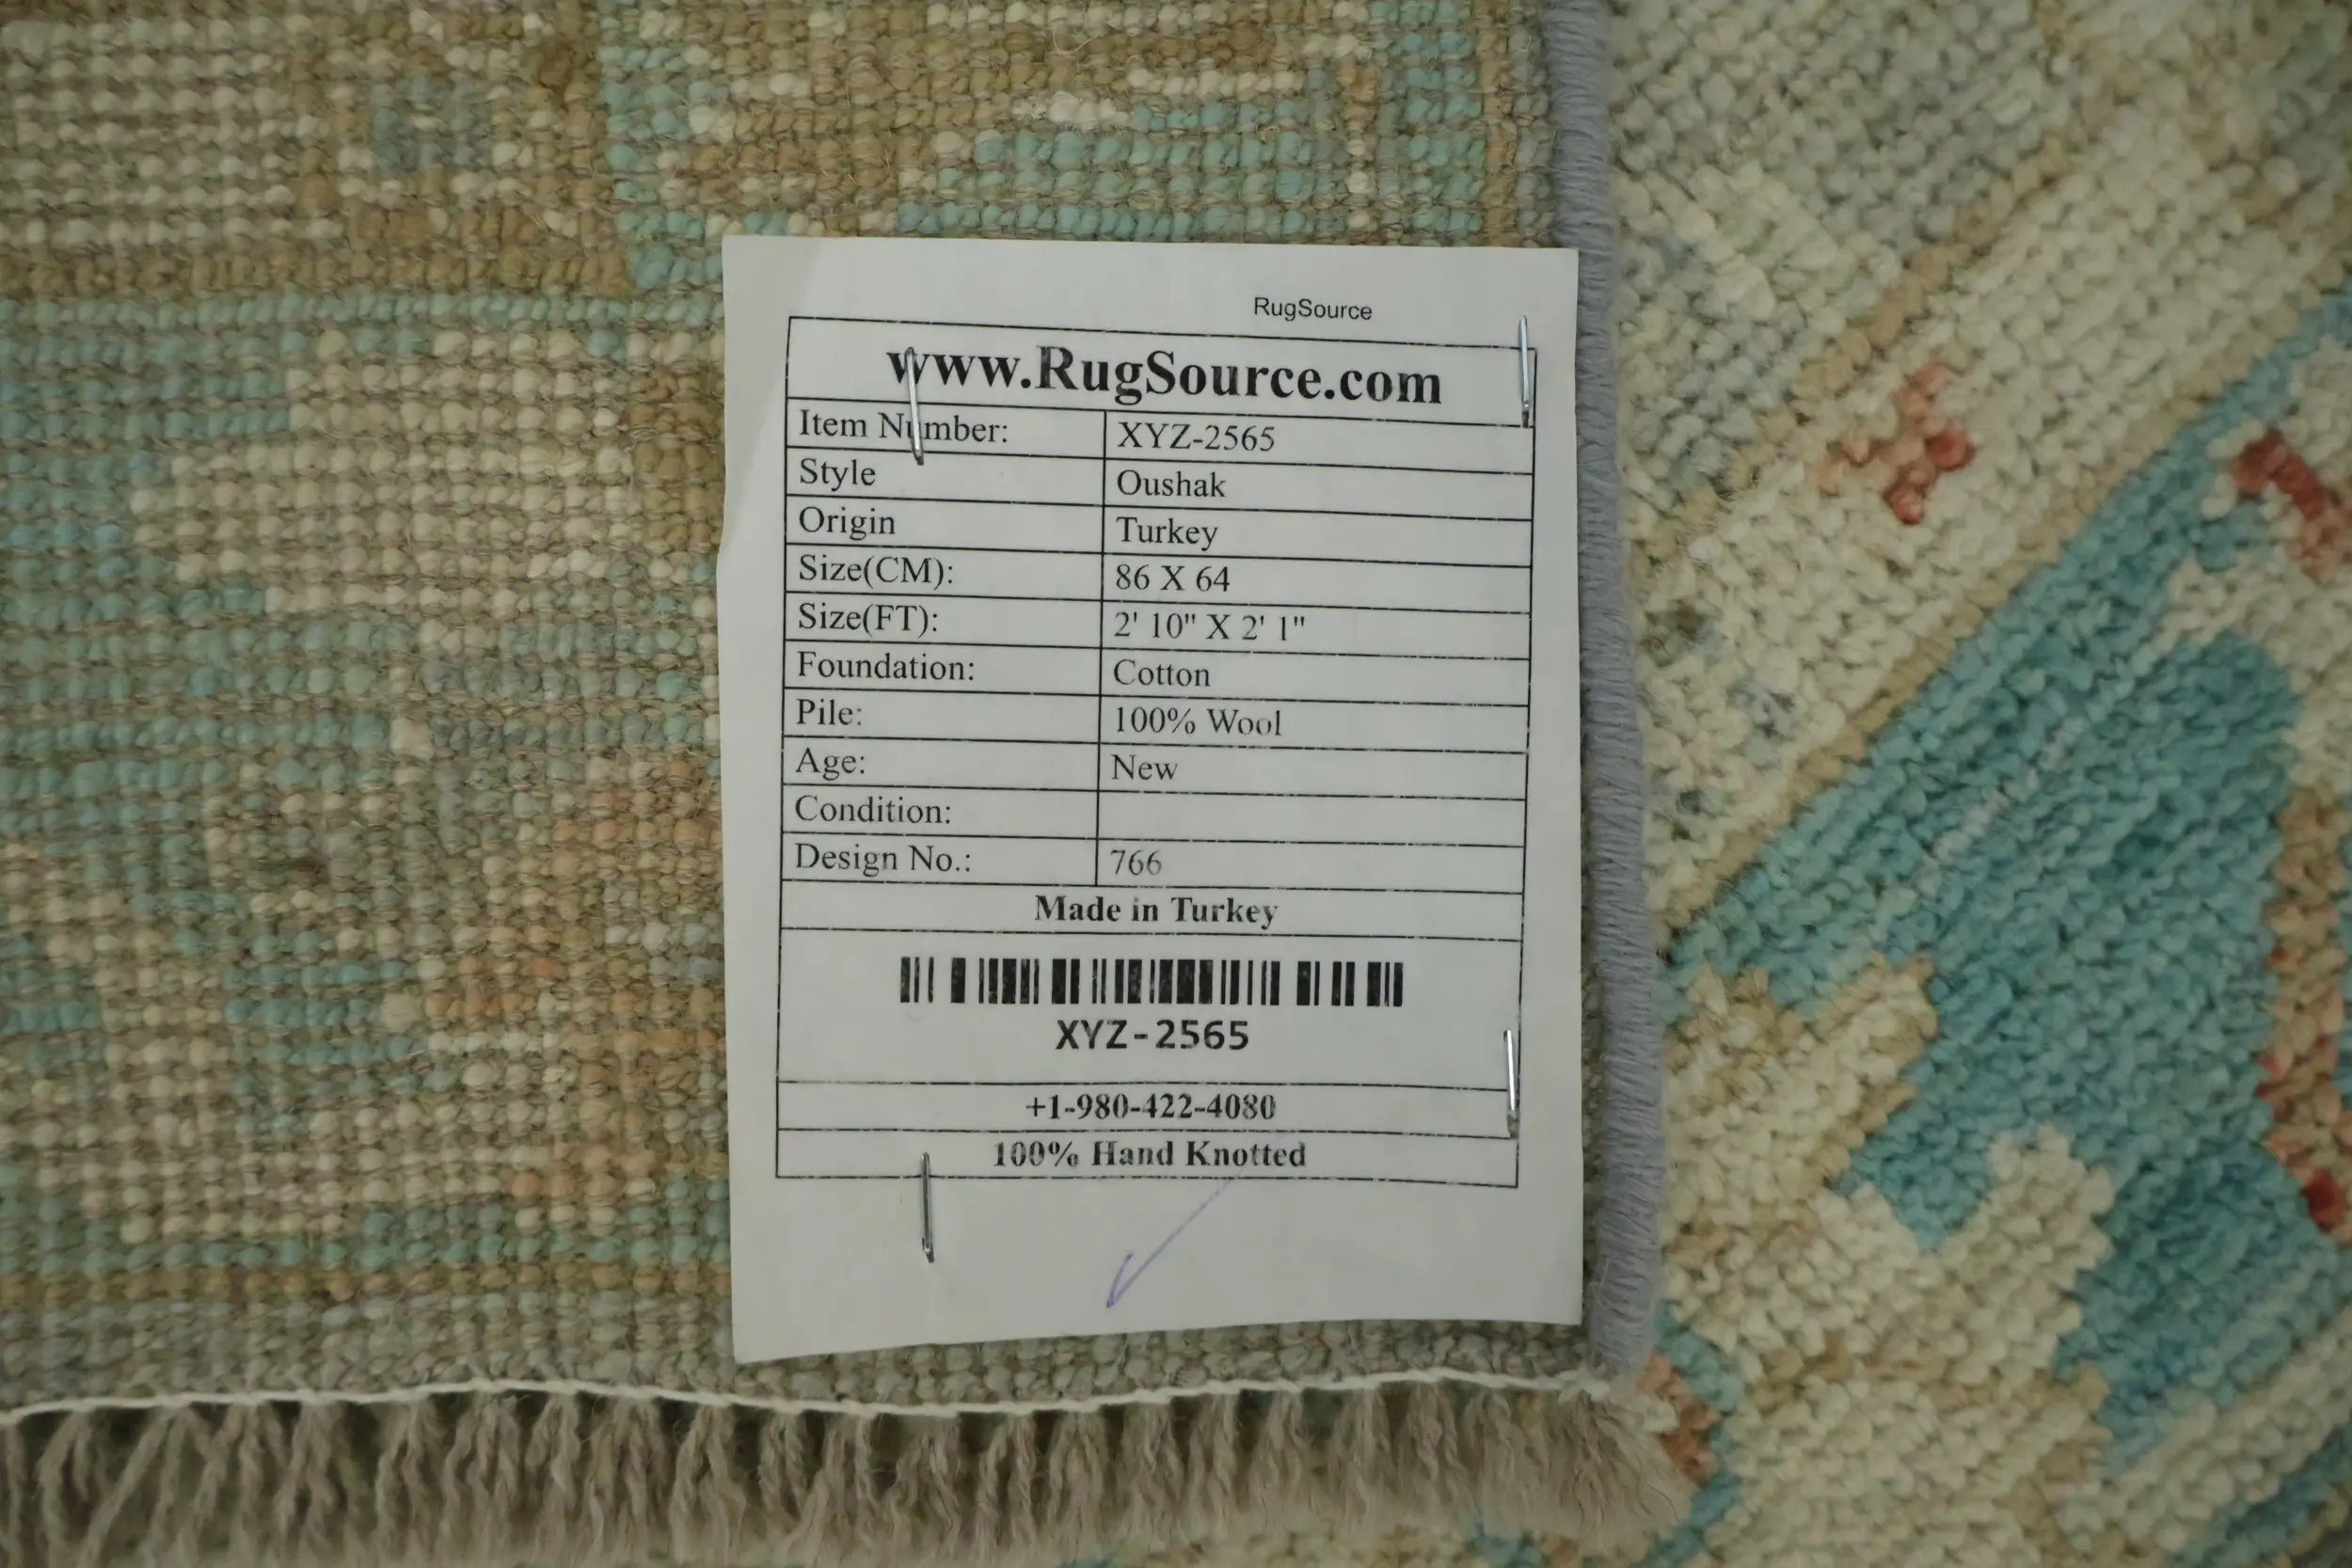 RugSource
www.RugSource.com
Item Number: XYZ-2565
Style Oushak
Origin Turkey
Size(CM): 86 X 64
Size(FT): 2' 10" X 2' 1"
Foundation: Cotton
Pile: 100% Wool
Age: New
Condition:
Design No.: 766
Made in Turkey
XYZ-2565
+1-980-422-4080
100% Hand Knotted